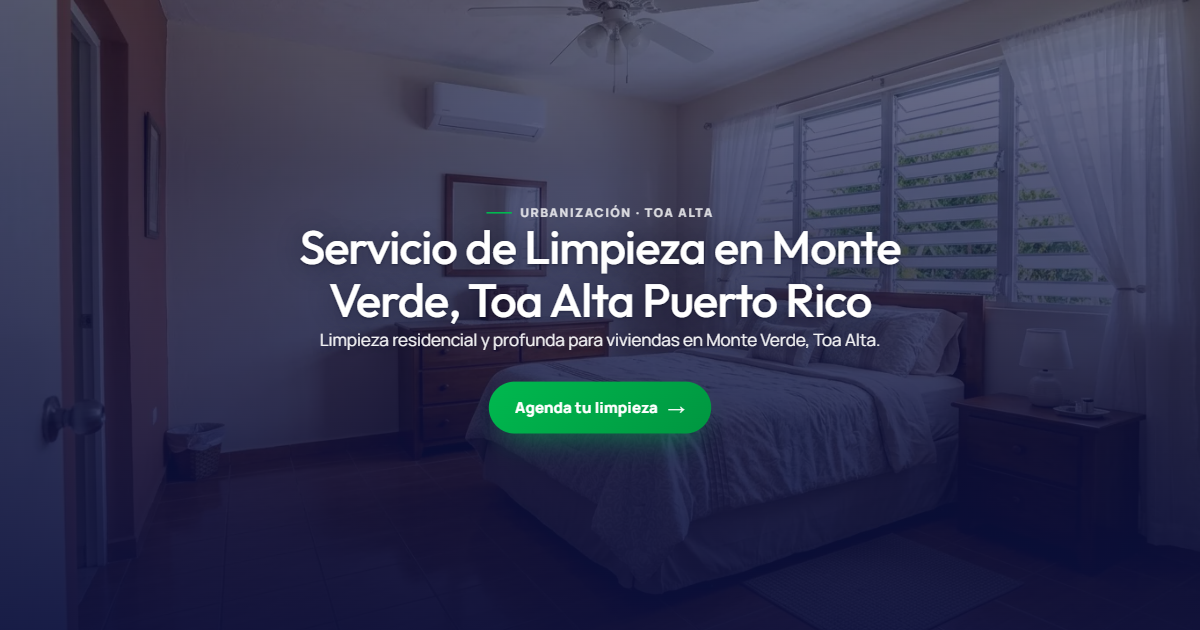 URBANIZACIÓN · TOA ALTA
Servicio de Limpieza en Monte
Verde, Toa Alta Puerto Rico
Limpieza residencial y profunda para viviendas en Monte Verde, Toa Alta.
Agenda tu limpieza →